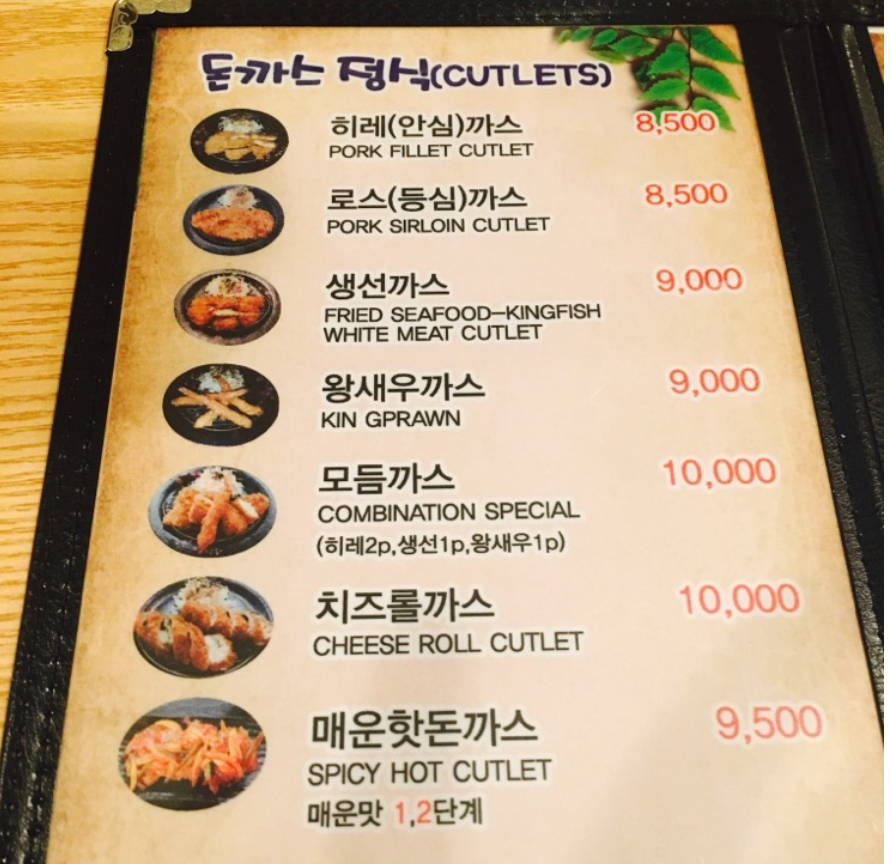 돈까스 정식(CUTLETS)
히레(안심)까스 8,500
PORK FILLET CUTLET
로스(등심)까스 8,500
PORK SIRLOIN CUTLET
생선까스 9,000
FRIED SEAFOOD-KINGFISH
WHITE MEAT CUTLET
왕새우까스 9,000
KIN GPRAWN
모듬까스 10,000
COMBINATION SPECIAL
(히레2p,생선1p,왕새우1p)
치즈롤까스 10,000
CHEESE ROLL CUTLET
매운핫돈까스 9,500
SPICY HOT CUTLET
매운맛 1,2단계